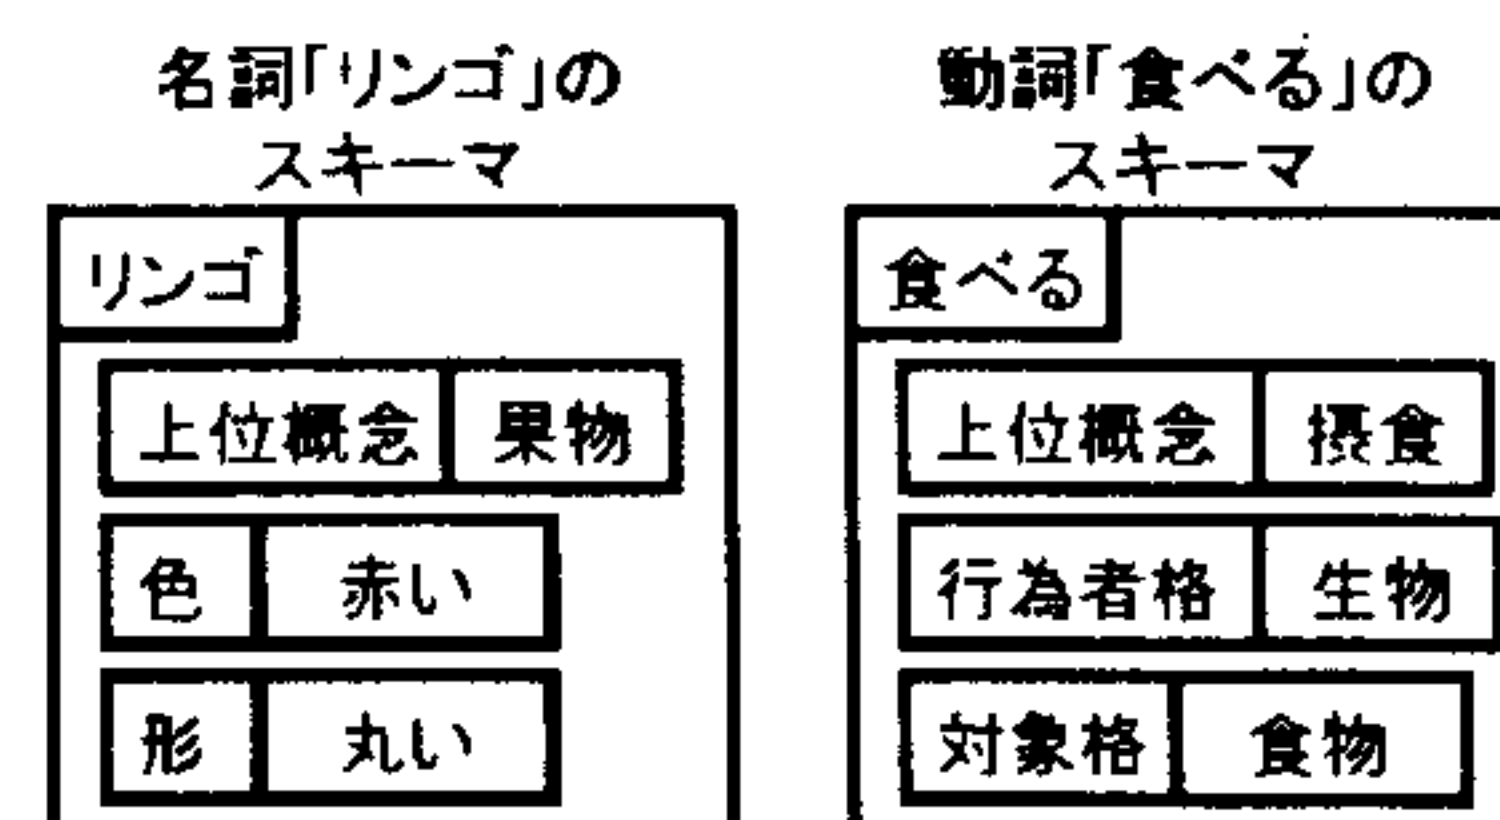 名詞「リンゴ」の
スキーマ
リンゴ
上位概念 果物
色 赤い
形 丸い
動詞「食べる」の
スキーマ
食べる
上位概念 摂食
行為者格 生物
対象格 食物